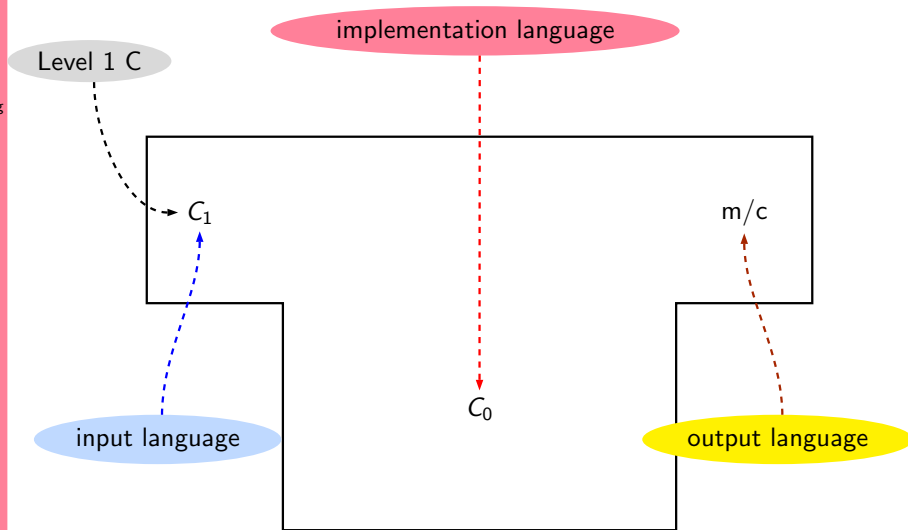 implementation language
Level 1 C
g
C₁
m/c
C₀
input language
output language